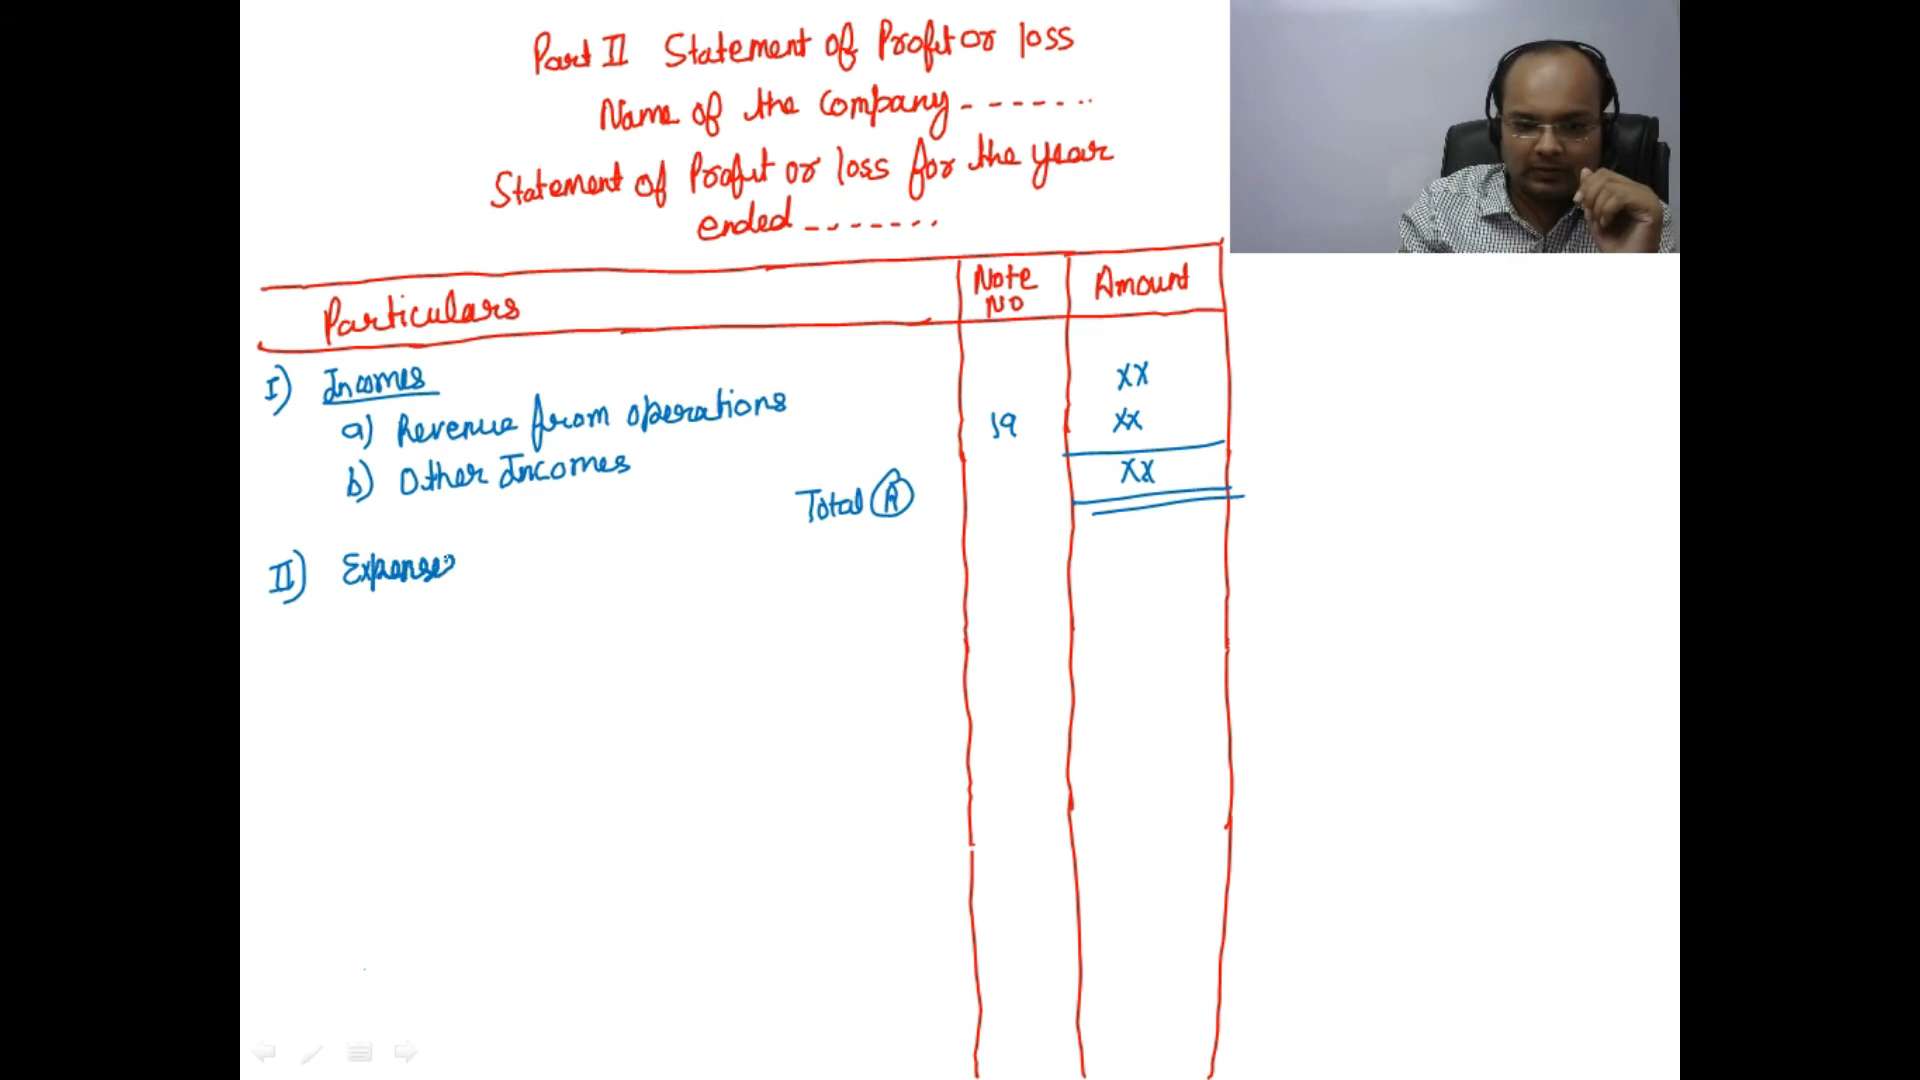 Part II Statement of Profit or loss
Name of the company -------
Statement of Profit or loss for the year
ended -------
Particulars Note No Amount
I) Incomes XX
a) Revenue from operations 19 XX
b) Other Incomes XX
Total A
II) Expenses